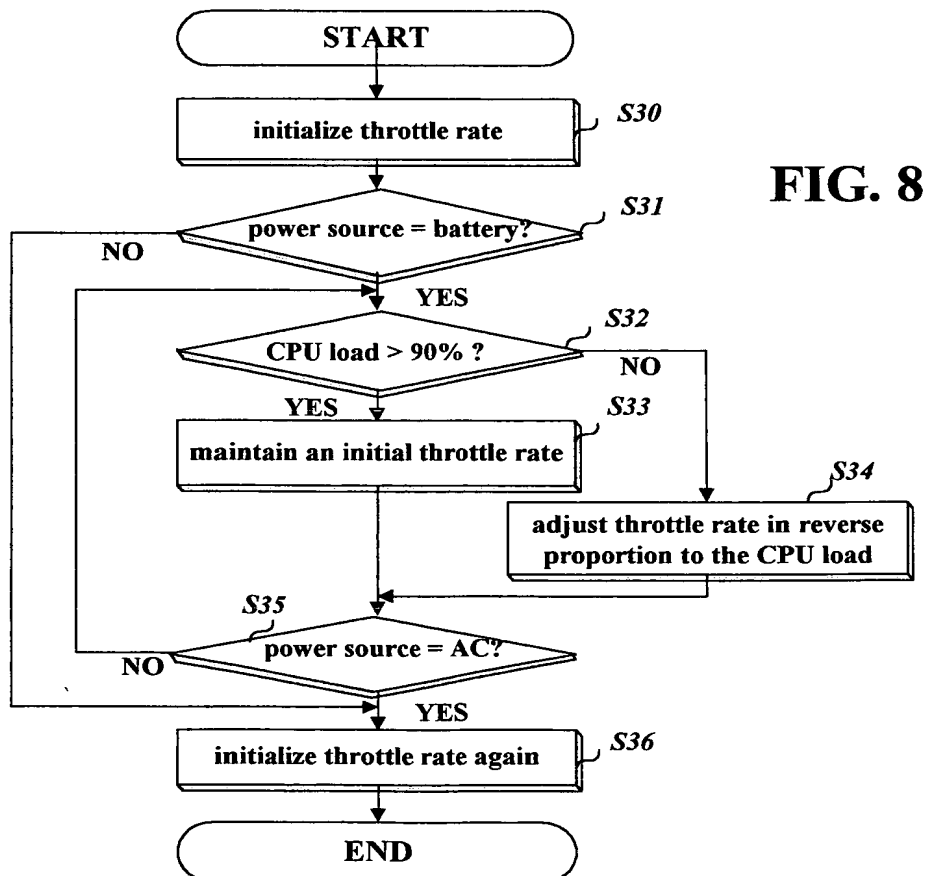 START
initialize throttle rate
S30
FIG. 8
power source = battery?
S31
NO
YES
CPU load > 90% ?
S32
NO
YES
S33
maintain an initial throttle rate
S34
adjust throttle rate in reverse
proportion to the CPU load
S35
power source = AC?
NO
YES
initialize throttle rate again
S36
END